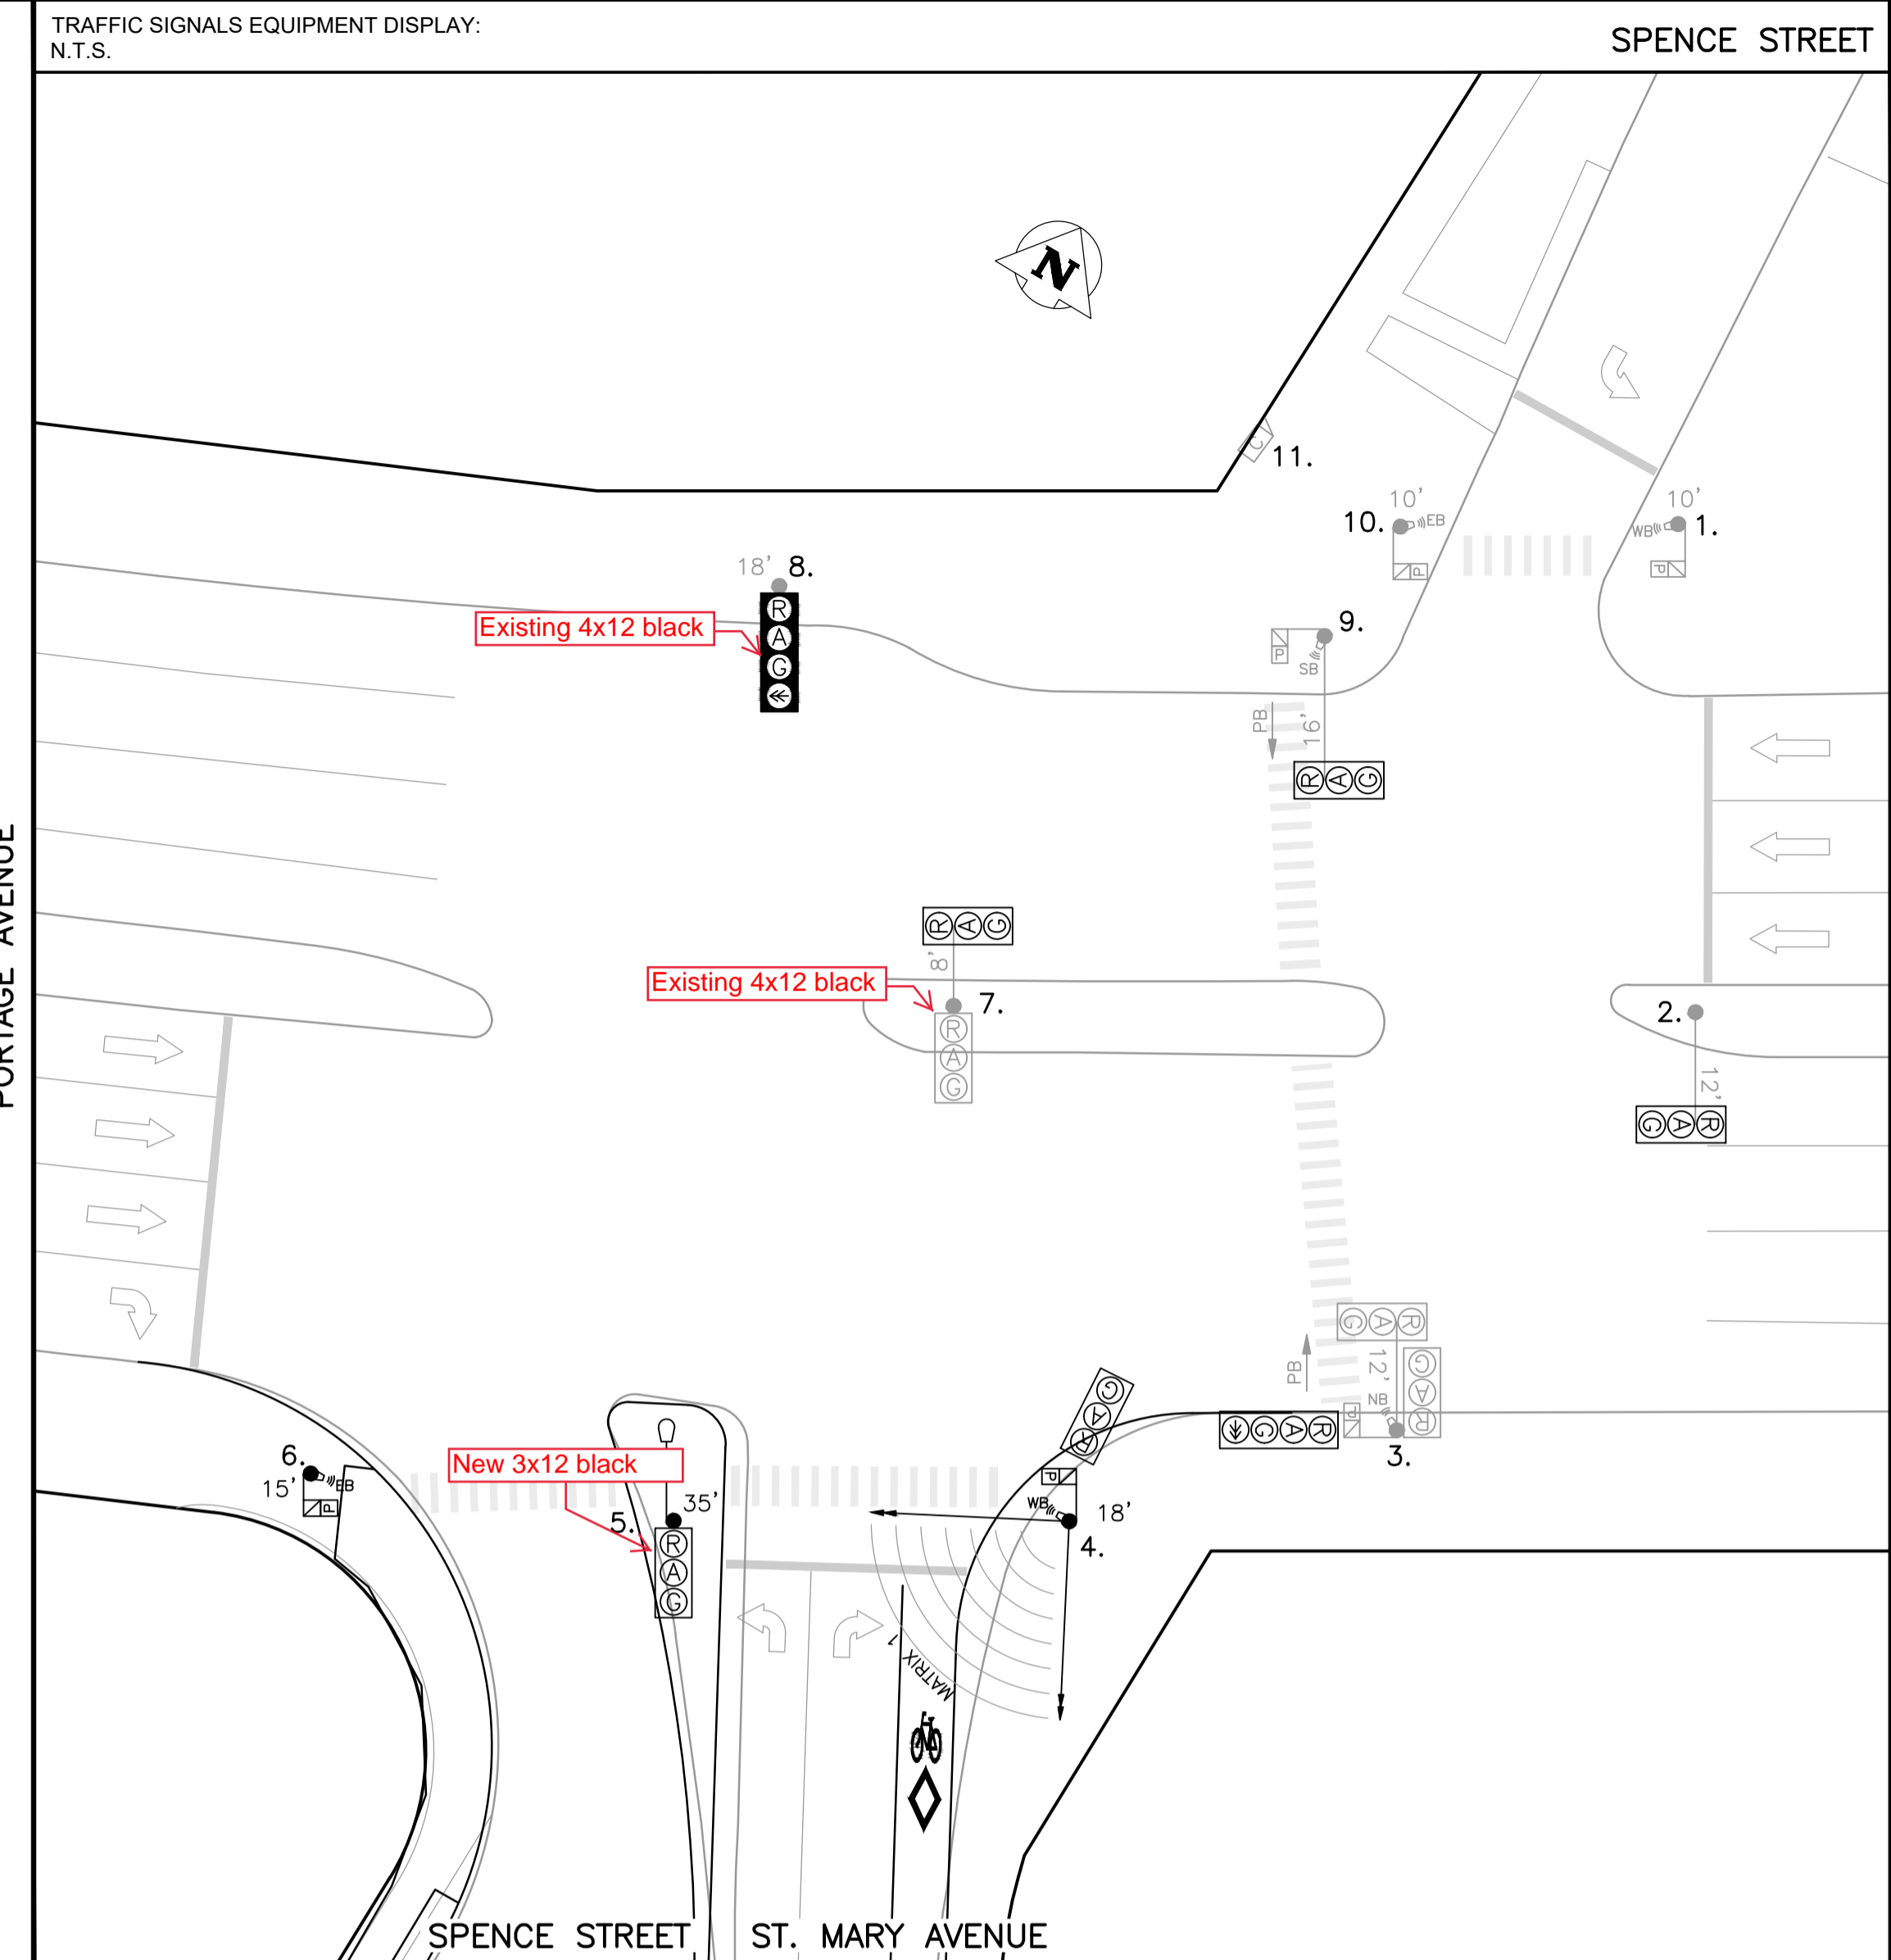 TRAFFIC SIGNALS EQUIPMENT DISPLAY:
N.T.S.
SPENCE STREET
PORTAGE AVENUE
N
C
11.
10'
10.
EB
P
10'
WB
1.
P
18' 8.
Existing 4x12 black
R
A
G
9.
P
SB
PB
16'
R A G
R A G
8'
Existing 4x12 black
7.
R
A
G
2.
12'
R A G
R A G
12'
PB
NB
P
G
A
R
3.
R A G
G
A
R
P
WB
18'
4.
6.
EB
15'
P
New 3x12 black
35'
5.
R
A
G
MATRIX 1
SPENCE STREET
ST. MARY AVENUE